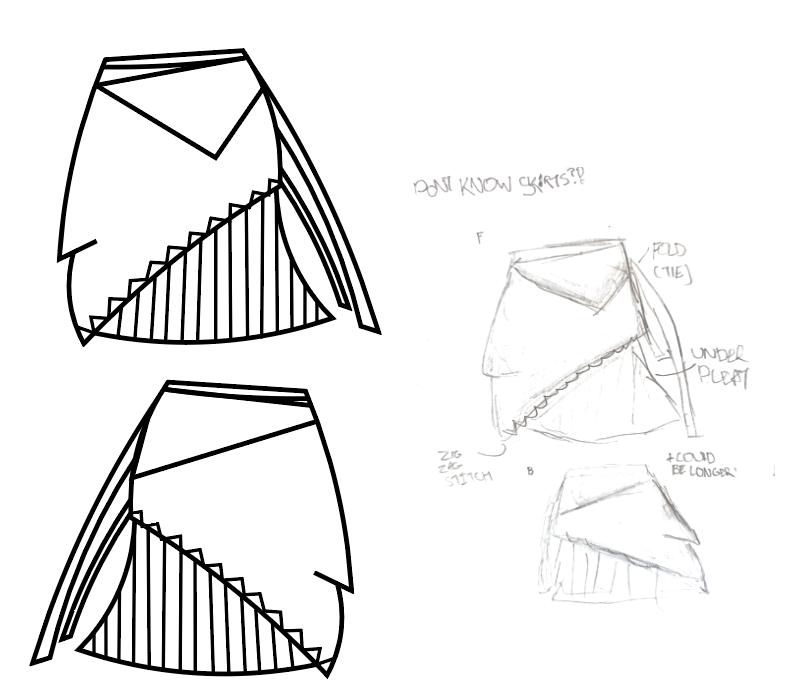 DONT KNOW SKIRTS??
F
FOLD
[TIE]
UNDER
PLEAT
ZIG
ZAG
STITCH
B
+COULD
BE LONGER